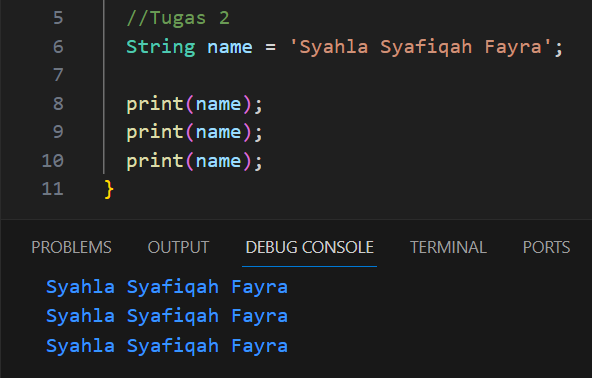 5 //Tugas 2
6 String name = 'Syahla Syafiqah Fayra';
7
8 print(name);
9 print(name);
10 print(name);
11 }
PROBLEMS OUTPUT DEBUG CONSOLE TERMINAL PORTS
Syahla Syafiqah Fayra
Syahla Syafiqah Fayra
Syahla Syafiqah Fayra